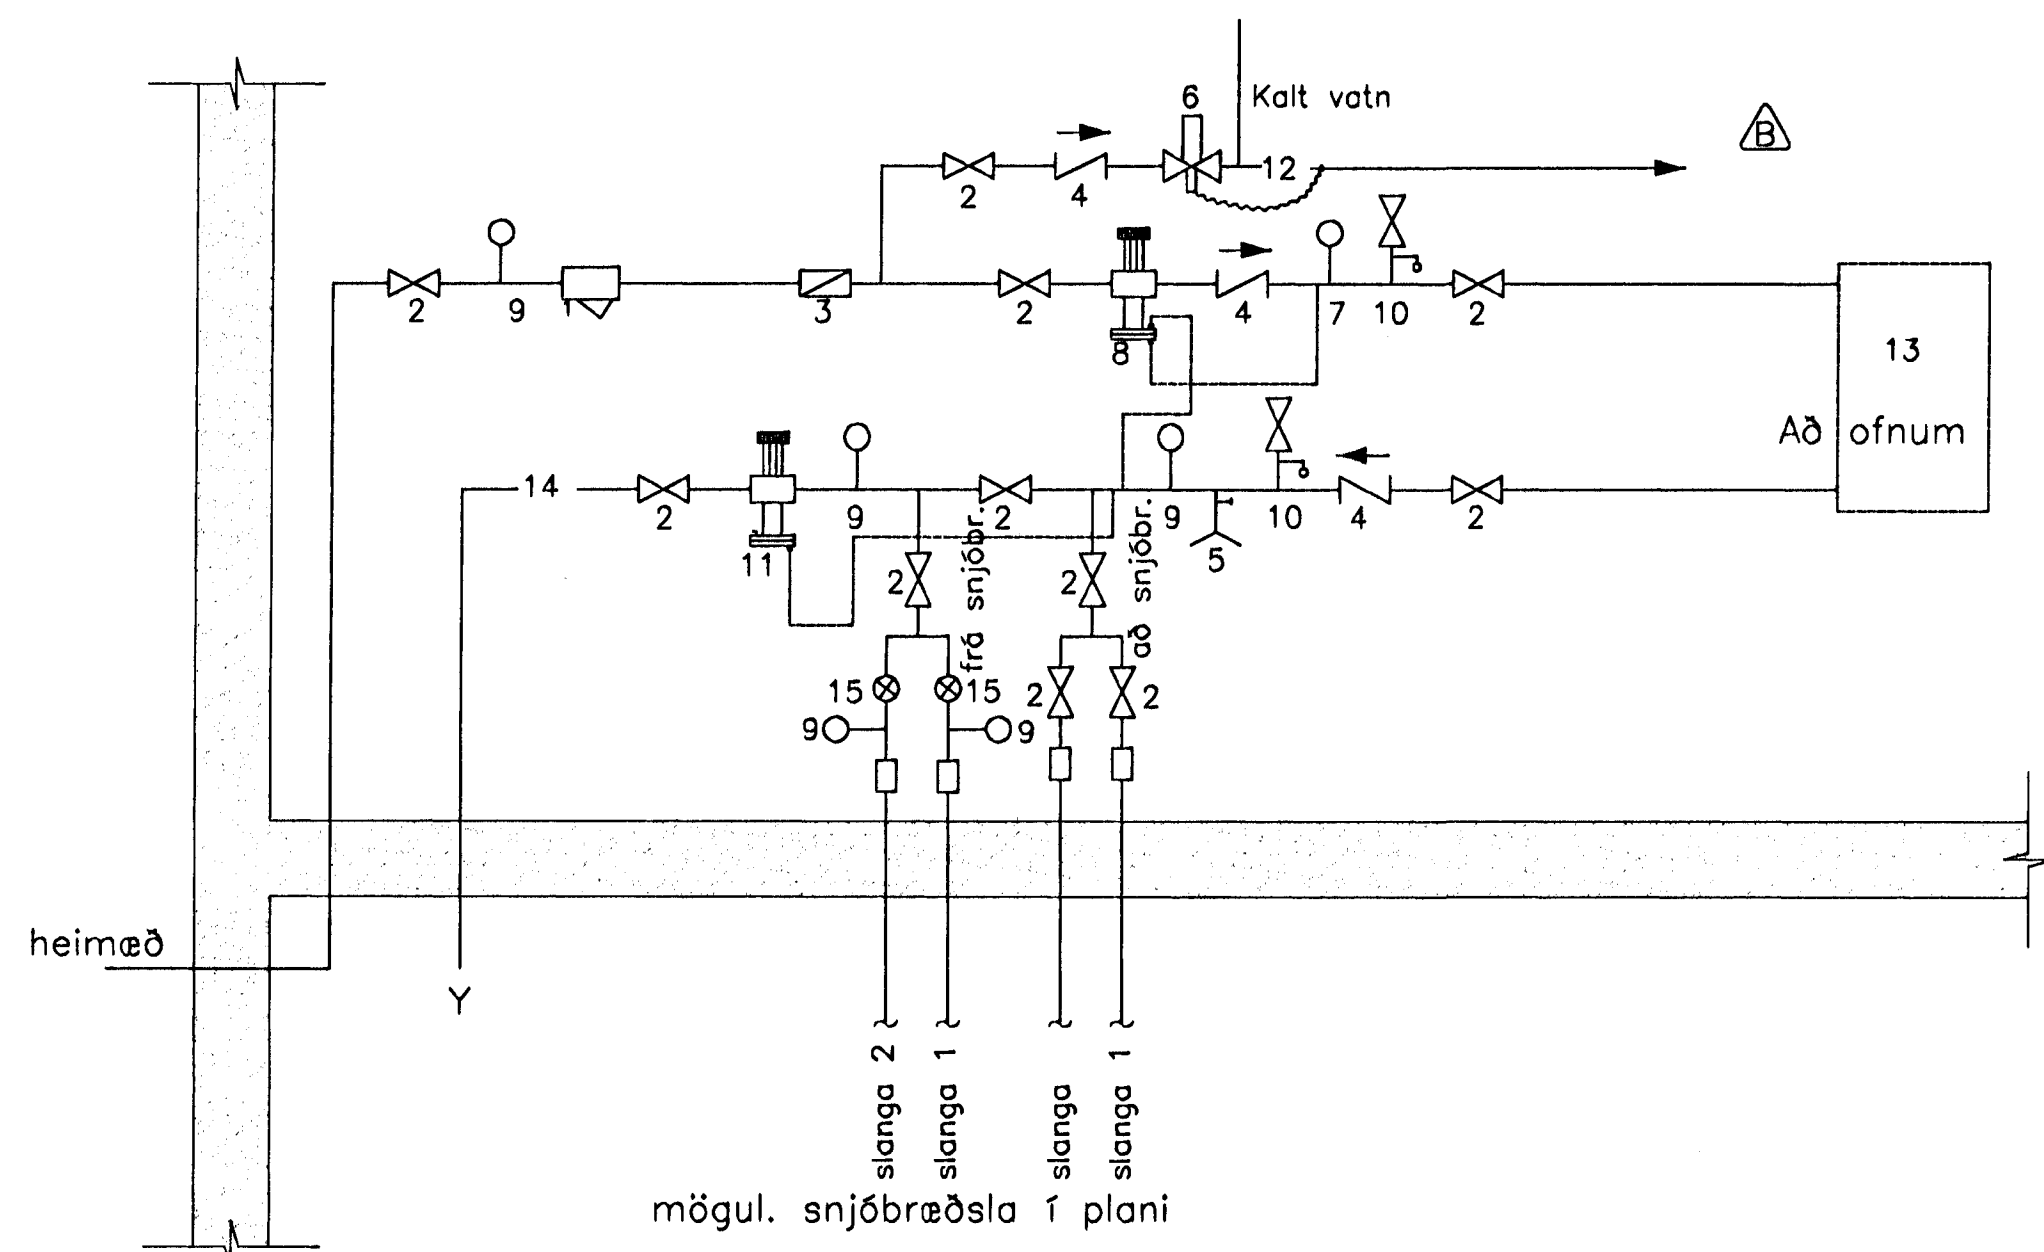 6 Kalt vatn
B
12
2 4
2 9 3 2 8 4 7 10 2
13
Að ofnum
14 2 11 9 2 9 5 10 4 2
frá snjóbr.
að snjóbr.
2 2
15 15 2 2
9 9
heimæð
Y
slanga 2
slanga 1
slanga
slanga 1
mögul. snjóbræðsla í plani